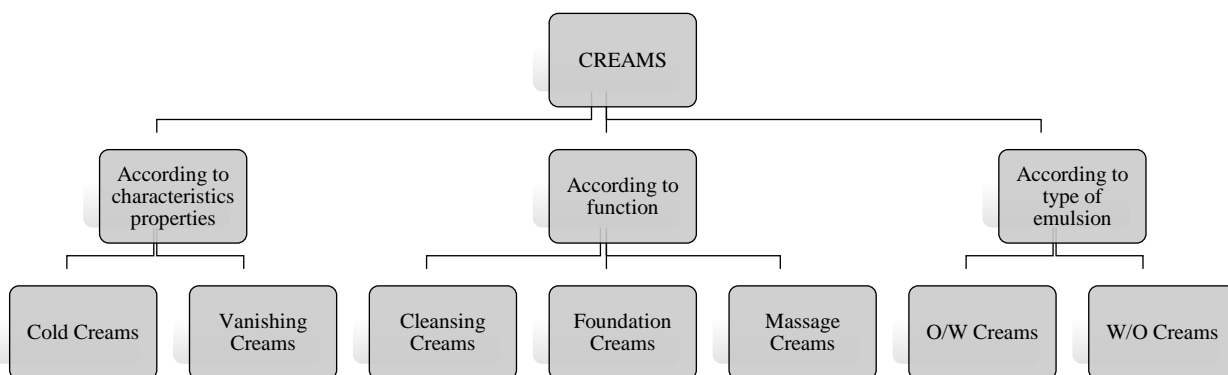 CREAMS
According to
characteristics
properties
According to
function
According to
type of
emulsion
Cold Creams
Vanishing
Creams
Cleansing
Creams
Foundation
Creams
Massage
Creams
O/W Creams
W/O Creams